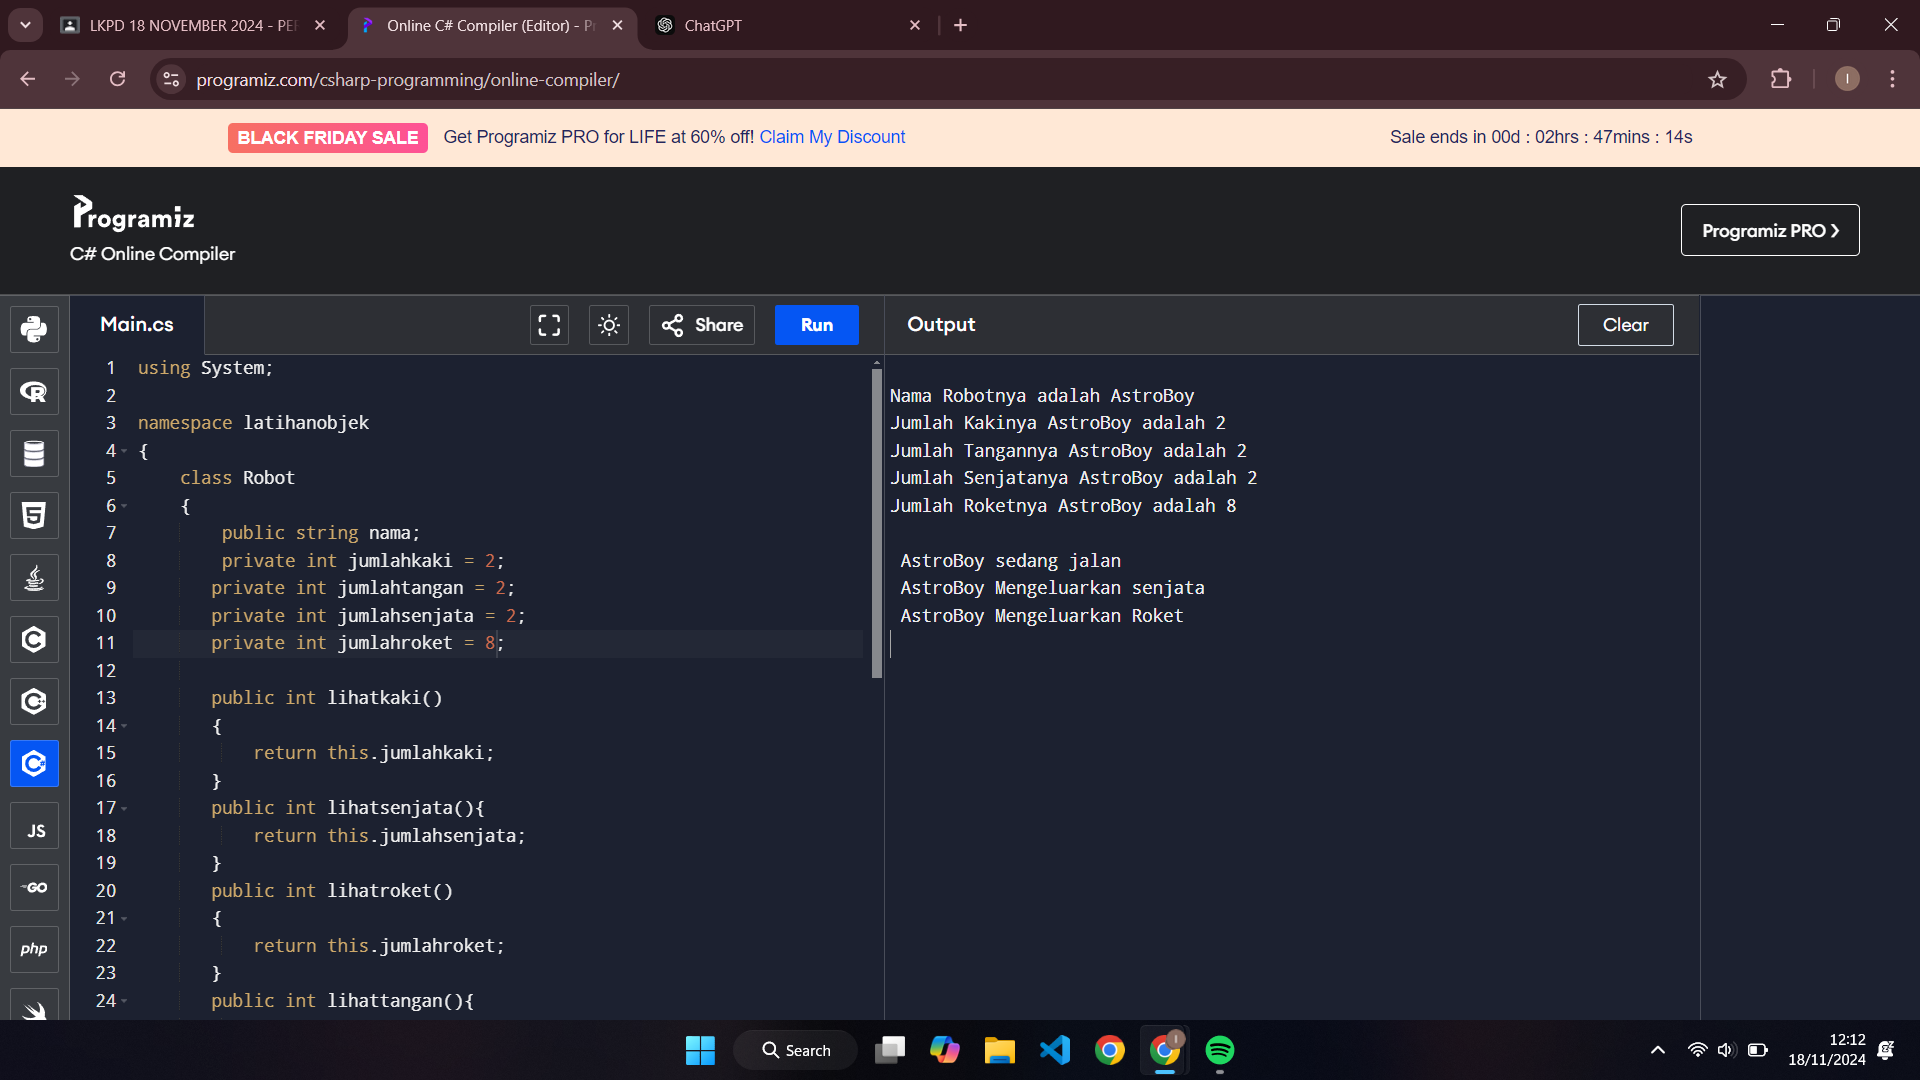 LKPD 18 NOVEMBER 2024 - PER
Online C# Compiler (Editor) - Pr
ChatGPT
programiz.com/csharp-programming/online-compiler/
I
BLACK FRIDAY SALE Get Programiz PRO for LIFE at 60% off! Claim My Discount
Sale ends in 00d : 02hrs : 47mins : 14s
Programiz
C# Online Compiler
Programiz PRO ❯
Main.cs
Share
Run
Output
Clear
1 using System;
2
3 namespace latihanobjek
4 {
5 class Robot
6 {
7 public string nama;
8 private int jumlahkaki = 2;
9 private int jumlahtangan = 2;
10 private int jumlahsenjata = 2;
11 private int jumlahroket = 8;
12
13 public int lihatkaki()
14 {
15 return this.jumlahkaki;
16 }
17 public int lihatsenjata(){
18 return this.jumlahsenjata;
19 }
20 public int lihatroket()
21 {
22 return this.jumlahroket;
23 }
24 public int lihattangan(){
Nama Robotnya adalah AstroBoy
Jumlah Kakinya AstroBoy adalah 2
Jumlah Tangannya AstroBoy adalah 2
Jumlah Senjatanya AstroBoy adalah 2
Jumlah Roketnya AstroBoy adalah 8
AstroBoy sedang jalan
AstroBoy Mengeluarkan senjata
AstroBoy Mengeluarkan Roket
R
5
C
C
C#
JS
GO
php
Search
12:12
18/11/2024